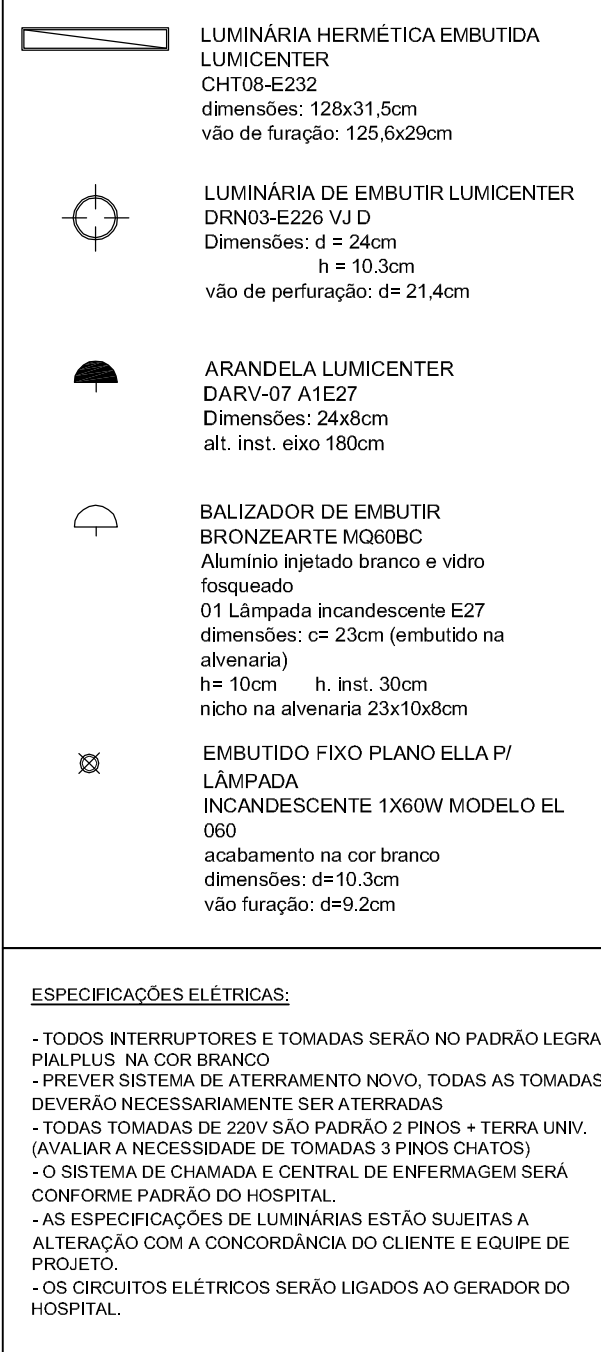 LUMINÁRIA HERMÉTICA EMBUTIDA
LUMICENTER
CHT08-E232
dimensões: 128x31,5cm
vão de furação: 125,6x29cm
LUMINÁRIA DE EMBUTIR LUMICENTER
DRN03-E226 VJ D
Dimensões: d = 24cm
h = 10.3cm
vão de perfuração: d= 21,4cm
ARANDELA LUMICENTER
DARV-07 A1E27
Dimensões: 24x8cm
alt. inst. eixo 180cm
BALIZADOR DE EMBUTIR
BRONZEARTE MQ60BC
Alumínio injetado branco e vidro
fosqueado
01 Lâmpada incandescente E27
dimensões: c= 23cm (embutido na
alvenaria)
h= 10cm h. inst. 30cm
nicho na alvenaria 23x10x8cm
EMBUTIDO FIXO PLANO ELLA P/
LÂMPADA
INCANDESCENTE 1X60W MODELO EL
060
acabamento na cor branco
dimensões: d=10.3cm
vão furação: d=9.2cm
ESPECIFICAÇÕES ELÉTRICAS:
- TODOS INTERRUPTORES E TOMADAS SERÃO NO PADRÃO LEGRA
PIALPLUS NA COR BRANCO
- PREVER SISTEMA DE ATERRAMENTO NOVO, TODAS AS TOMADAS
DEVERÃO NECESSARIAMENTE SER ATERRADAS
- TODAS TOMADAS DE 220V SÃO PADRÃO 2 PINOS + TERRA UNIV.
(AVALIAR A NECESSIDADE DE TOMADAS 3 PINOS CHATOS)
- O SISTEMA DE CHAMADA E CENTRAL DE ENFERMAGEM SERÁ
CONFORME PADRÃO DO HOSPITAL.
- AS ESPECIFICAÇÕES DE LUMINÁRIAS ESTÃO SUJEITAS A
ALTERAÇÃO COM A CONCORDÂNCIA DO CLIENTE E EQUIPE DE
PROJETO.
- OS CIRCUITOS ELÉTRICOS SERÃO LIGADOS AO GERADOR DO
HOSPITAL.